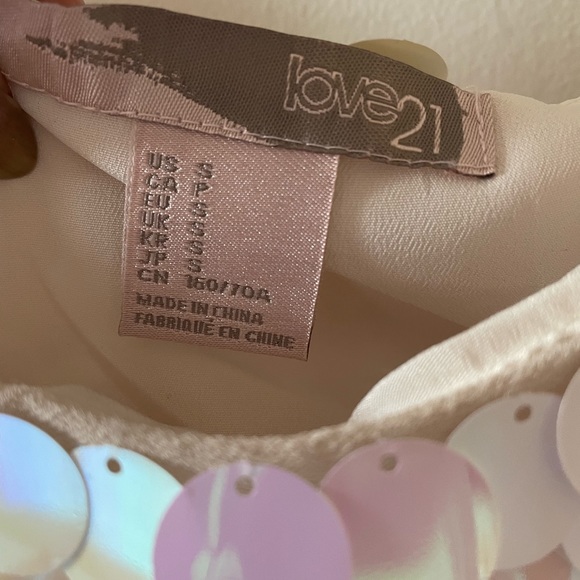 love21
US S
CA P
EU S
UK S
KR S
JP S
CN 160/70A
MADE IN CHINA
FABRIQUÉ EN CHINE